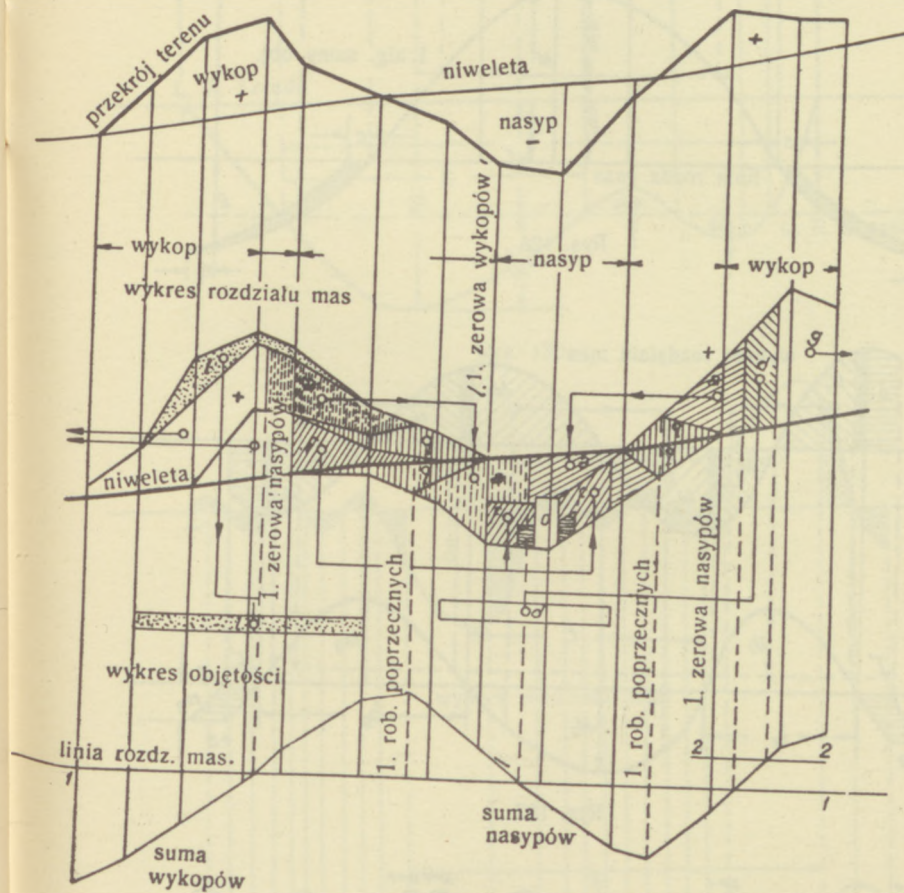 przekrój terenu
wykop
+
niweleta
+
nasyp
-
wykop
l. zerowa wykopów
nasyp
wykop
wykres rozdziału mas
+
+
g
niweleta
l. zerowa nasypów
l. rob. poprzecznych
l. rob. poprzecznych
l. zerowa nasypów
d
wykres objętości
linia rozdz. mas.
1
2
2
1
suma
wykopów
suma
nasypów